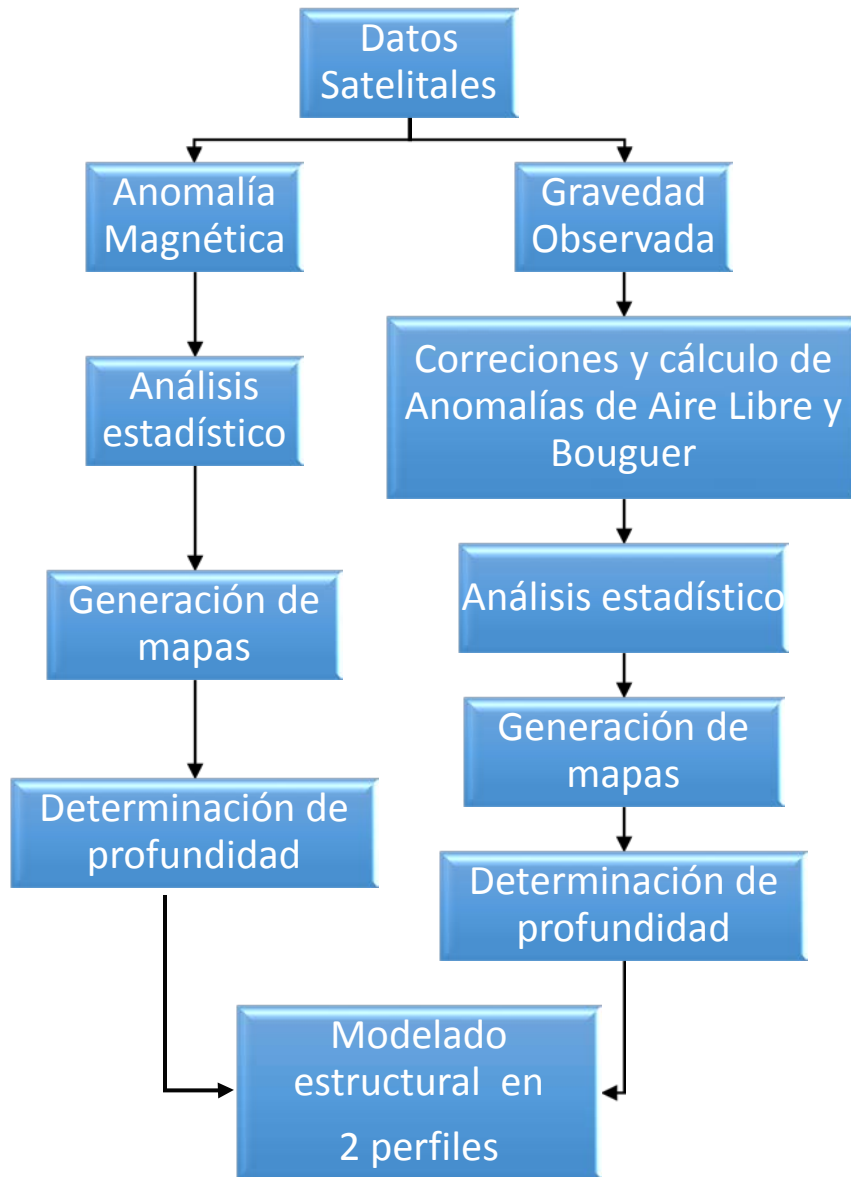 Datos
Satelitales
Anomalía
Magnética
Gravedad
Observada
Análisis
estadístico
Correciones y cálculo de
Anomalías de Aire Libre y
Bouguer
Generación de
mapas
Análisis estadístico
Generación de
mapas
Determinación de
profundidad
Determinación de
profundidad
Modelado
estructural en
2 perfiles